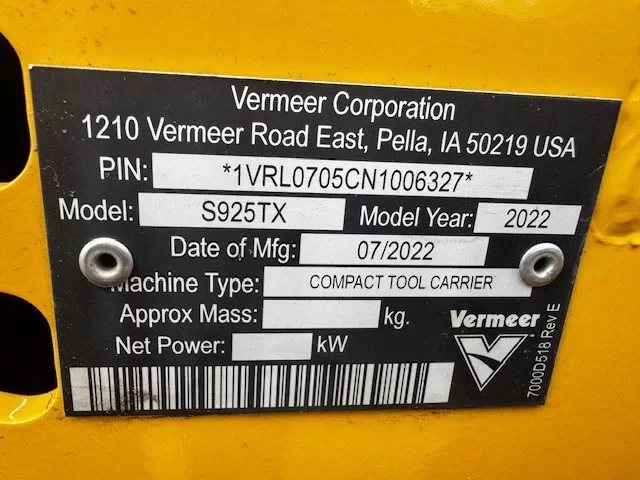 Vermeer Corporation
1210 Vermeer Road East, Pella, IA 50219 USA
PIN: *1VRL0705CN1006327*
Model: S925TX Model Year: 2022
Date of Mfg: 07/2022
Machine Type: COMPACT TOOL CARRIER
Approx Mass: kg.
Net Power: kW
Vermeer
7000D518 Rev E